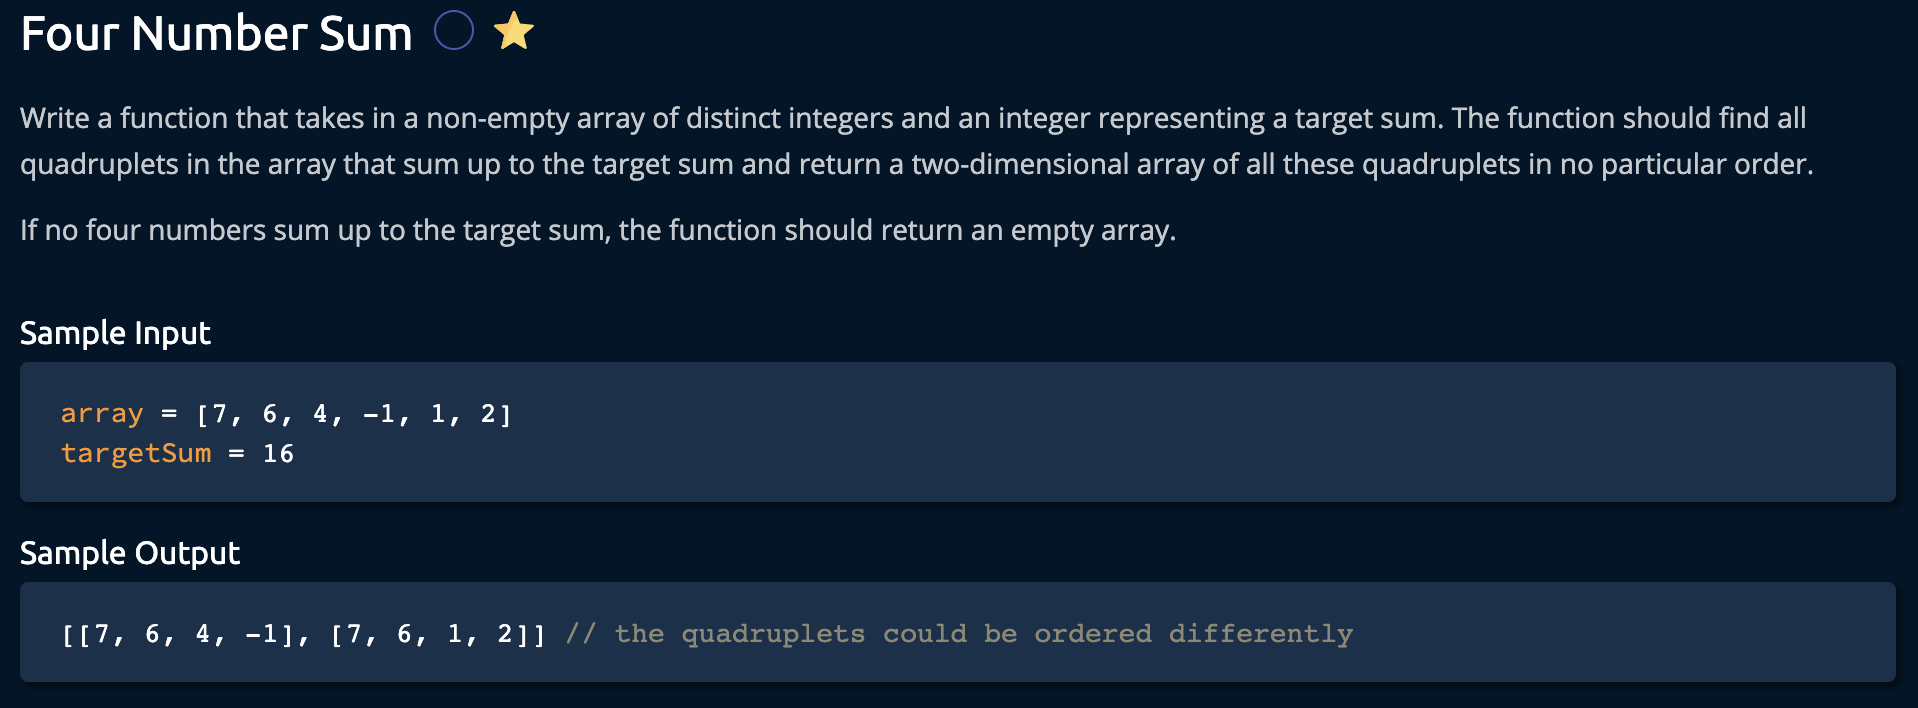 Four Number Sum
Write a function that takes in a non-empty array of distinct integers and an integer representing a target sum. The function should find all
quadruplets in the array that sum up to the target sum and return a two-dimensional array of all these quadruplets in no particular order.
If no four numbers sum up to the target sum, the function should return an empty array.
Sample Input
array = [7, 6, 4, -1, 1, 2]
targetSum = 16
Sample Output
[[7, 6, 4, -1], [7, 6, 1, 2]] // the quadruplets could be ordered differently